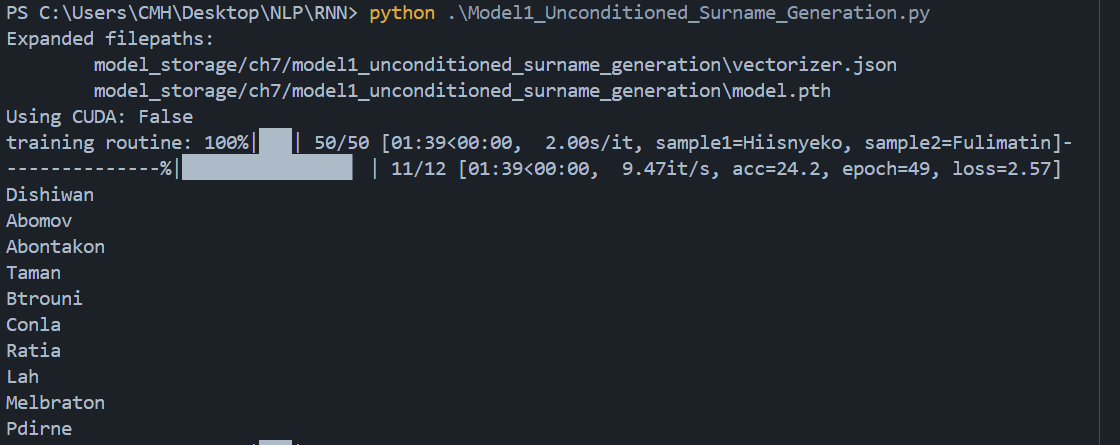 PS C:\Users\CMH\Desktop\NLP\RNN> python .\Model1_Unconditioned_Surname_Generation.py
Expanded filepaths:
model_storage/ch7/model1_unconditioned_surname_generation\vectorizer.json
model_storage/ch7/model1_unconditioned_surname_generation\model.pth
Using CUDA: False
training routine: 100%|███| 50/50 [01:39<00:00,  2.00s/it, sample1=Hiisnyeko, sample2=Fulimatin]-
--------------%|████████████████  | 11/12 [01:39<00:00,  9.47it/s, acc=24.2, epoch=49, loss=2.57]
Dishiwan
Abomov
Abontakon
Taman
Btrouni
Conla
Ratia
Lah
Melbraton
Pdirne